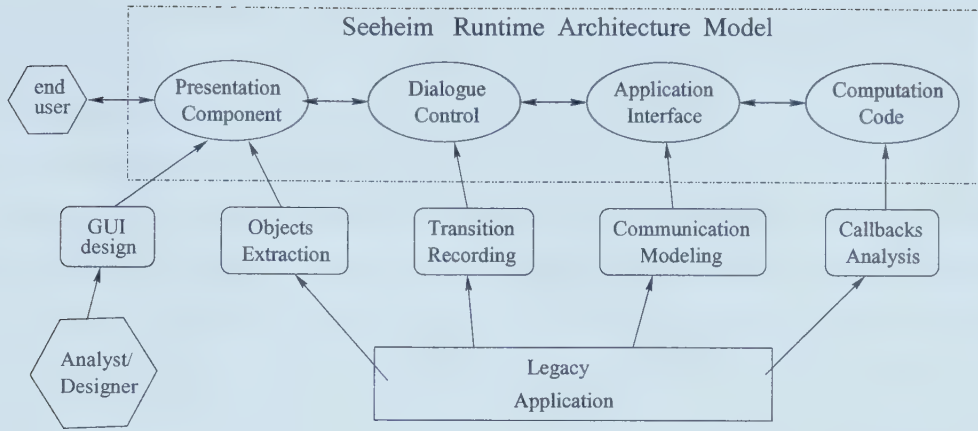 Seeheim Runtime Architecture Model
end
user
Presentation
Component
Dialogue
Control
Application
Interface
Computation
Code
GUI
design
Objects
Extraction
Transition
Recording
Communication
Modeling
Callbacks
Analysis
Analyst/
Designer
Legacy
Application